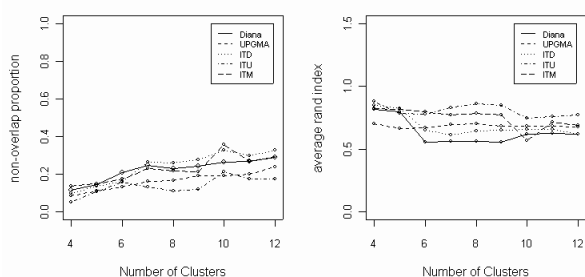 non-overlap proportion
1.0
0.8
0.6
0.4
0.2
0.0
Diana
UPGMA
ITD
ITU
ITM
4 6 8 10 12
Number of Clusters
average rand index
1.5
1.0
0.5
0.0
Diana
UPGMA
ITD
ITU
ITM
4 6 8 10 12
Number of Clusters